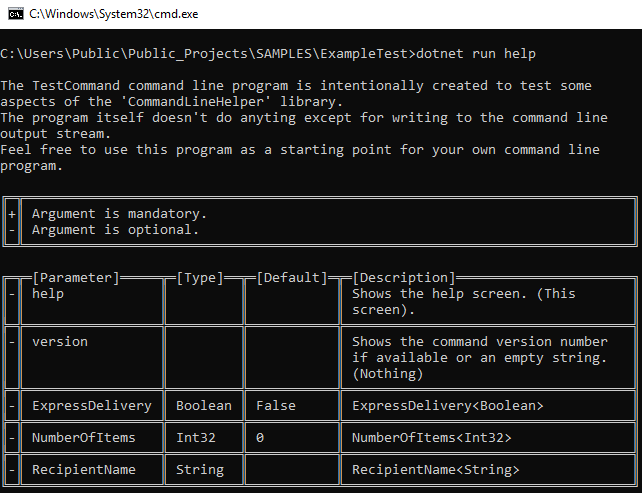 C:\Windows\System32\cmd.exe
C:\Users\Public\Public_Projects\SAMPLES\ExampleTest>dotnet run help
The TestCommand command line program is intentionally created to test some
aspects of the 'CommandLineHelper' library.
The program itself doesn't do anyting except for writing to the command line
output stream.
Feel free to use this program as a starting point for your own command line
program.
+ Argument is mandatory.
- Argument is optional.
[Parameter] [Type] [Default] [Description]
- help Shows the help screen. (This
screen).
- version Shows the command version number
if available or an empty string.
(Nothing)
- ExpressDelivery Boolean False ExpressDelivery<Boolean>
- NumberOfItems Int32 0 NumberOfItems<Int32>
- RecipientName String RecipientName<String>